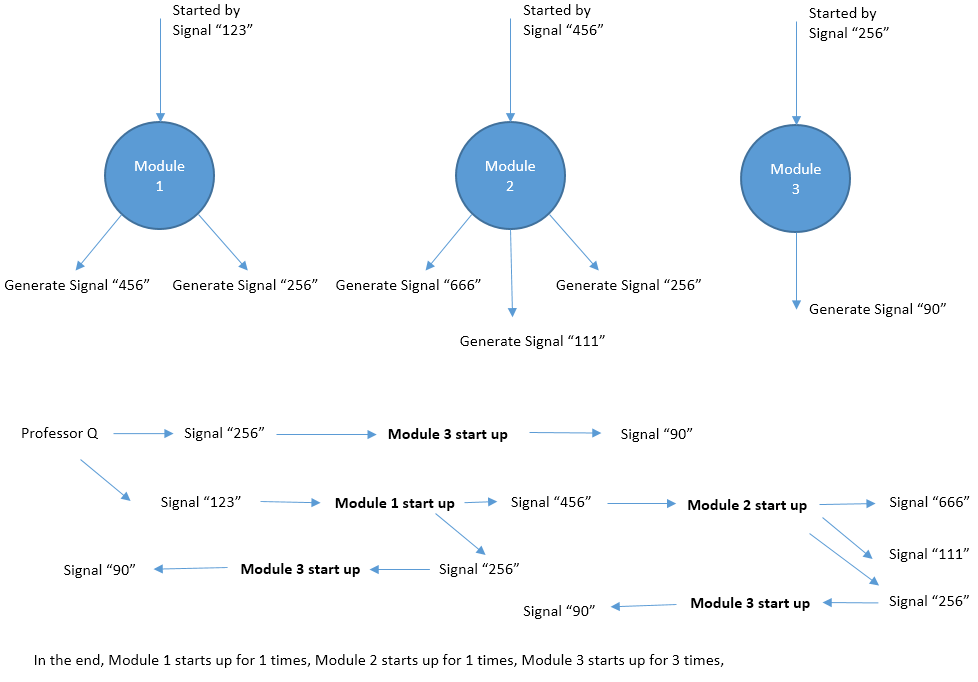 Started by
Signal “123”
Started by
Signal “456”
Started by
Signal “256”
Module
1
Module
2
Module
3
Generate Signal “456”
Generate Signal “256”
Generate Signal “666”
Generate Signal “256”
Generate Signal “111”
Generate Signal “90”
Professor Q
Signal “256”
Module 3 start up
Signal “90”
Signal “123”
Module 1 start up
Signal “456”
Module 2 start up
Signal “666”
Signal “111”
Signal “90”
Module 3 start up
Signal “256”
Signal “90”
Module 3 start up
Signal “256”
In the end, Module 1 starts up for 1 times, Module 2 starts up for 1 times, Module 3 starts up for 3 times,